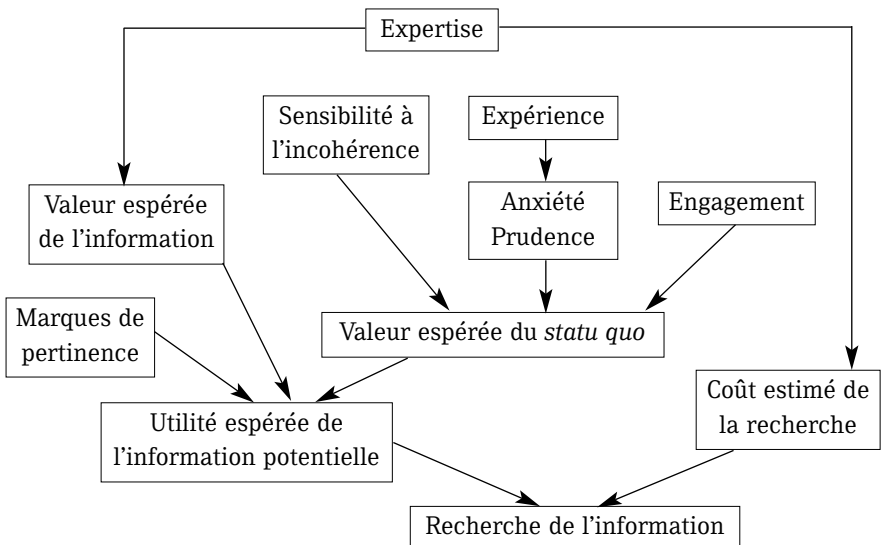 Expertise
Sensibilité à
l'incohérence
Expérience
Valeur espérée
de l'information
Anxiété
Prudence
Engagement
Marques de
pertinence
Valeur espérée du statu quo
Utilité espérée de
l'information potentielle
Coût estimé de
la recherche
Recherche de l'information